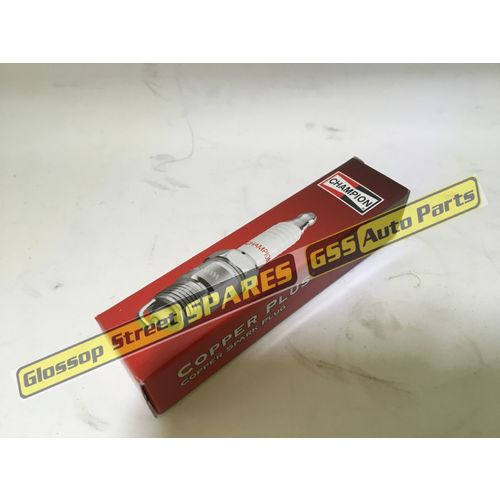 CHAMPION
CHAMPION
COPPER PLUS
COPPER SPARK PLUG
Glossop Street SPARES GSS Auto Parts